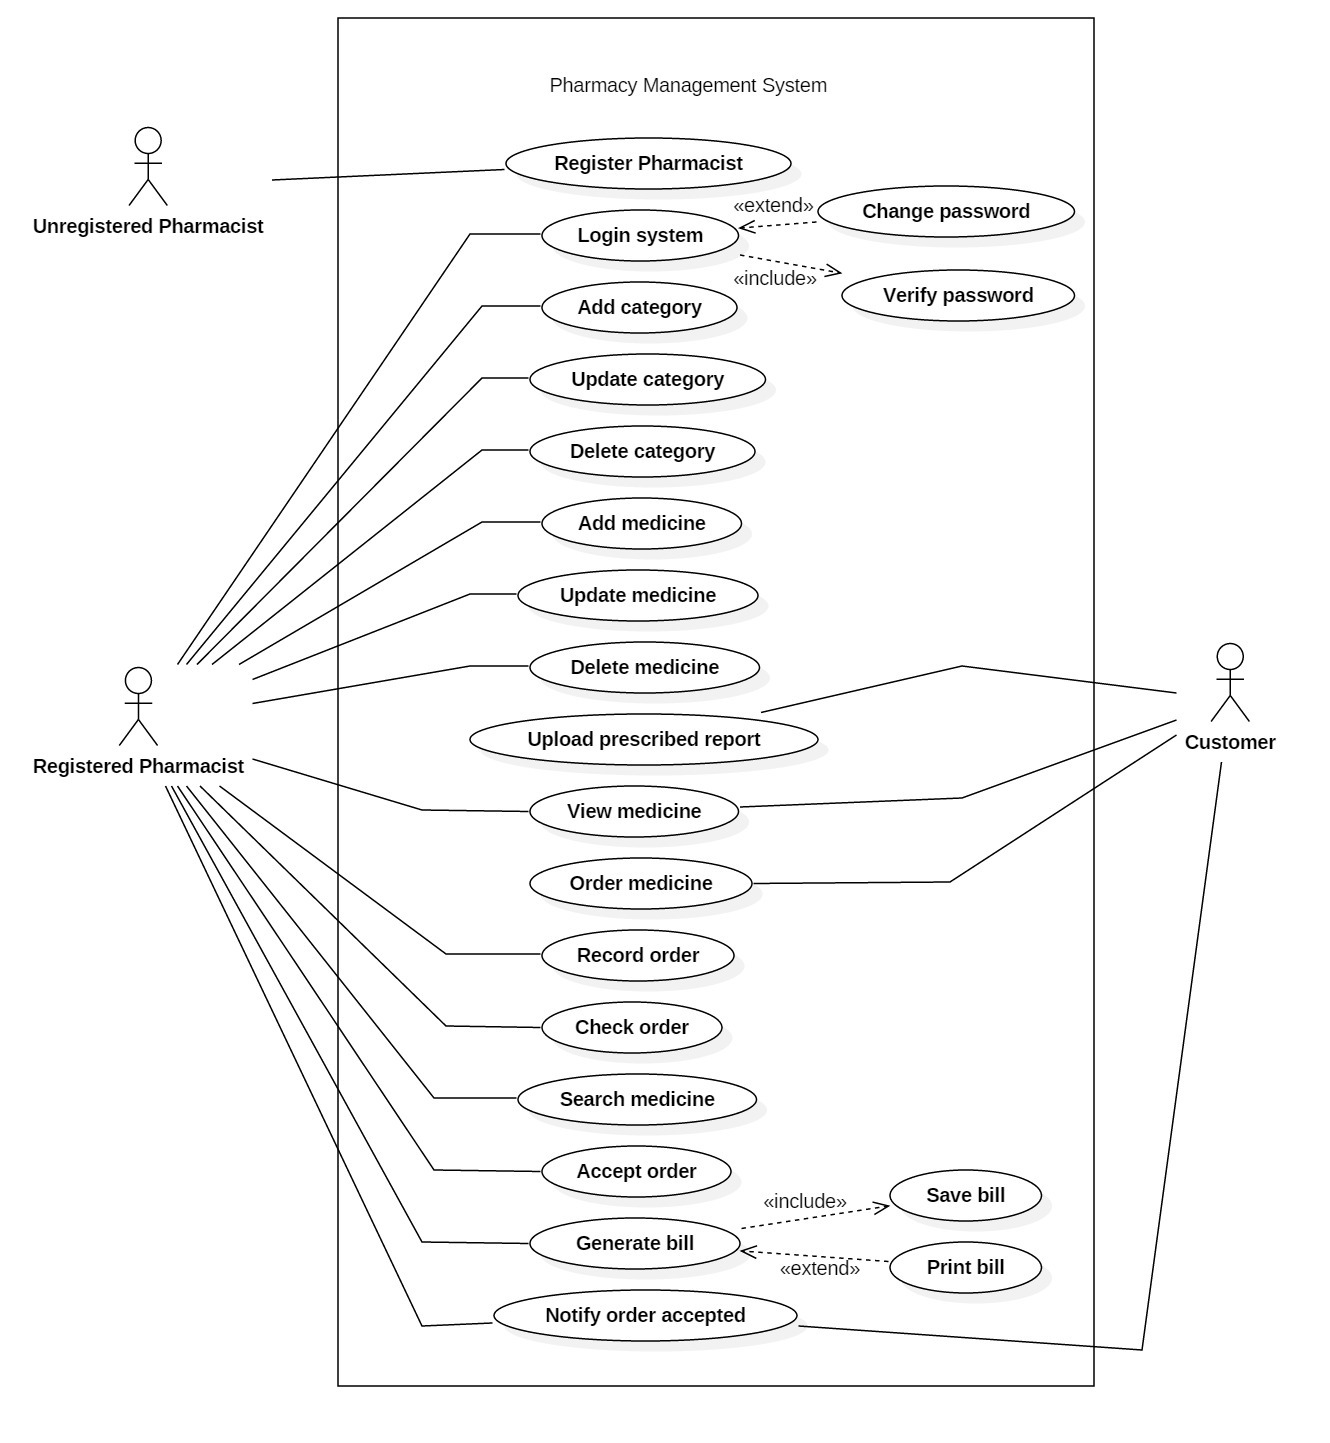 Pharmacy Management System
Unregistered Pharmacist
Register Pharmacist
«extend»
Change password
Login system
«include»
Verify password
Add category
Update category
Delete category
Add medicine
Update medicine
Delete medicine
Upload prescribed report
Registered Pharmacist
Customer
View medicine
Order medicine
Record order
Check order
Search medicine
Accept order
«include»
Save bill
Generate bill
«extend»
Print bill
Notify order accepted